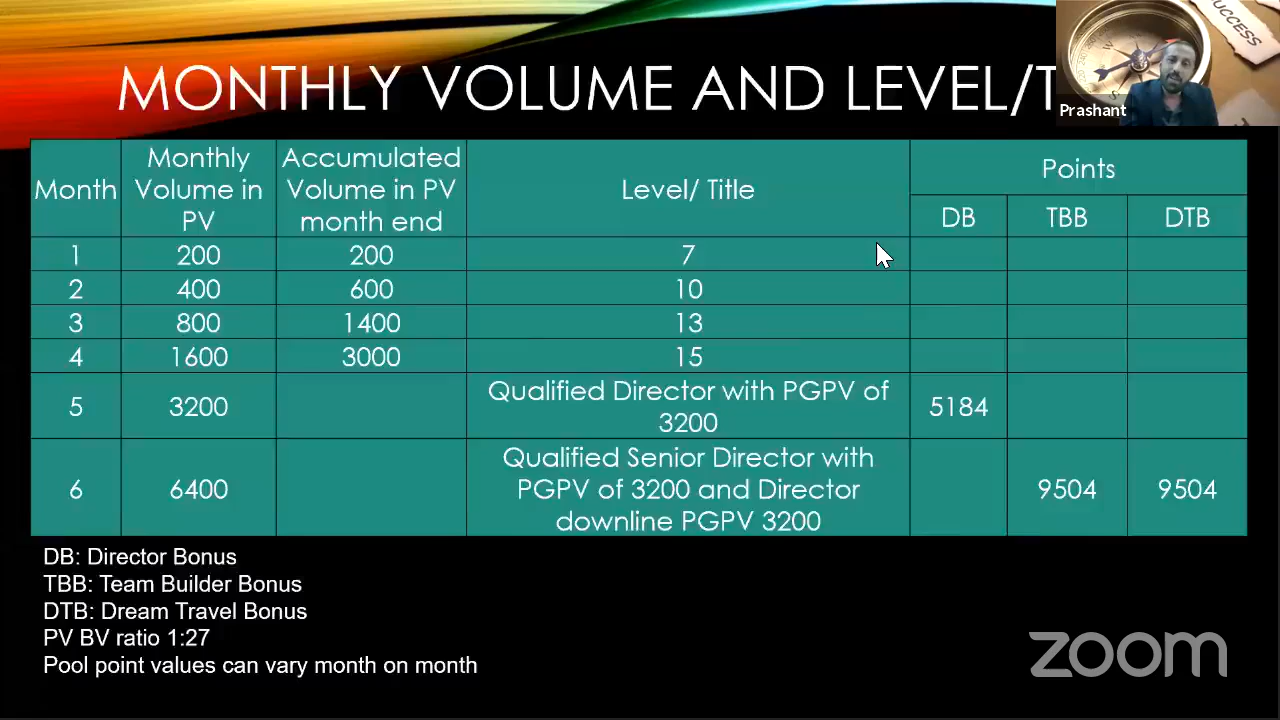 MONTHLY VOLUME AND LEVEL/T
SUCCESS
Prashant
Month
Monthly
Volume in
PV
Accumulated
Volume in PV
month end
Level/ Title
Points
DB TBB DTB
1 200 200 7
2 400 600 10
3 800 1400 13
4 1600 3000 15
5 3200 Qualified Director with PGPV of
3200 5184
6 6400 Qualified Senior Director with
PGPV of 3200 and Director
downline PGPV 3200 9504 9504
DB: Director Bonus
TBB: Team Builder Bonus
DTB: Dream Travel Bonus
PV BV ratio 1:27
Pool point values can vary month on month
zoom